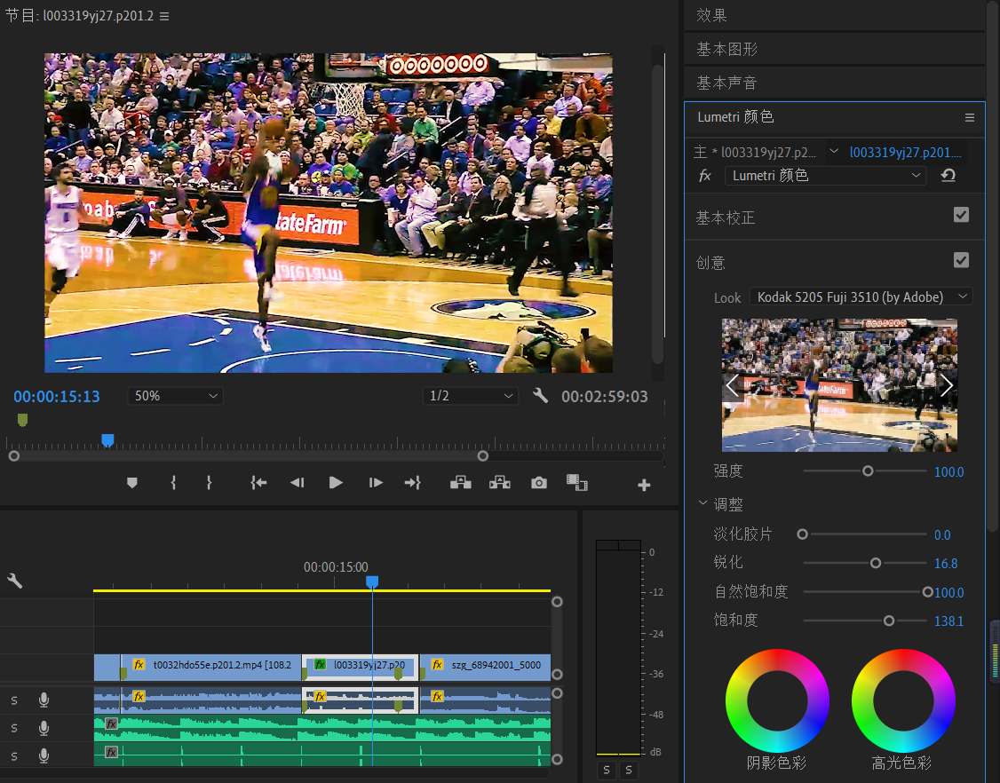 节目: l003319yj27.p201.2
StateFarm
0
00:00:15:13
50%
1/2
00:02:59:03
00:00:15:00
fx t0032hdo55e.p201.2.mp4 [108.2
fx l003319yj27.p20
fx szg_68942001_5000
fx
fx
fx
S
fx
S
fx
S
0
-12
-24
-36
-48
dB
S S
效果
基本图形
基本声音
Lumetri 颜色
主 * l003319yj27.p2...
l003319yj27.p201....
fx Lumetri 颜色
基本校正
创意
Look Kodak 5205 Fuji 3510 (by Adobe)
强度 100.0
调整
淡化胶片 0.0
锐化 16.8
自然饱和度 100.0
饱和度 138.1
阴影色彩 高光色彩